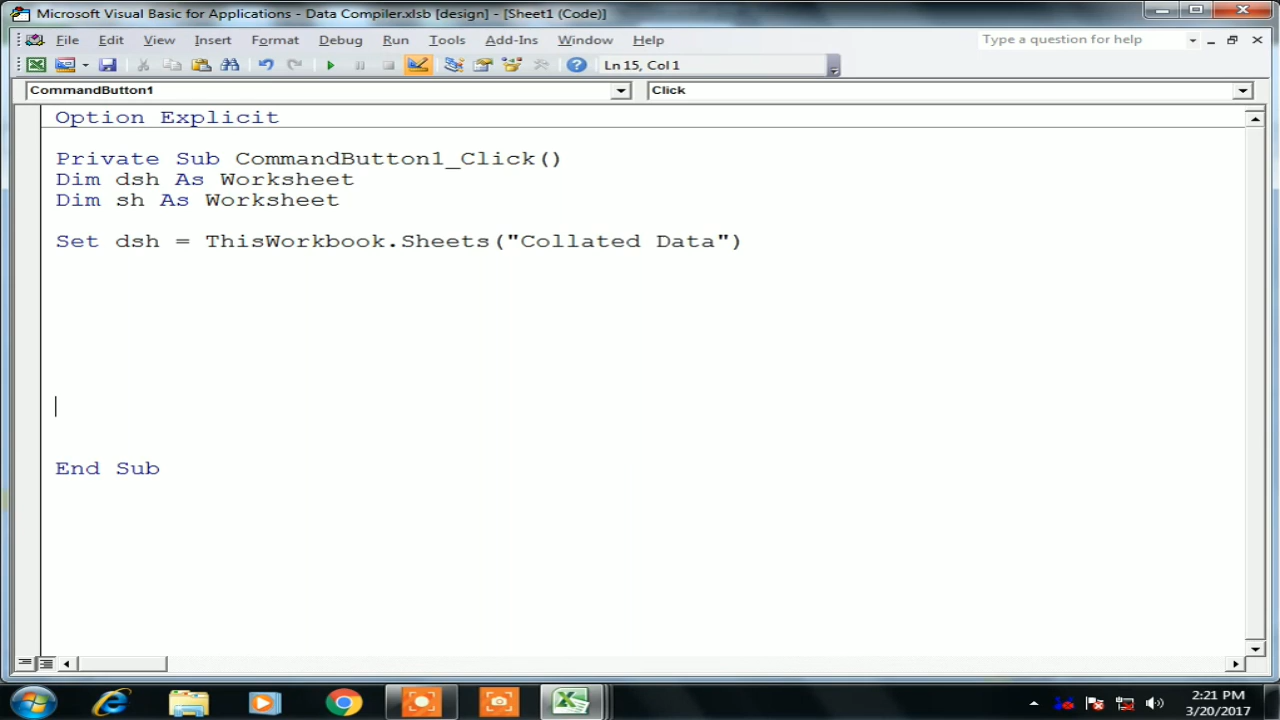 Microsoft Visual Basic for Applications - Data Compiler.xlsb [design] - [Sheet1 (Code)]
File Edit View Insert Format Debug Run Tools Add-Ins Window Help Type a question for help
Ln 15, Col 1
CommandButton1 Click
Option Explicit
Private Sub CommandButton1_Click()
Dim dsh As Worksheet
Dim sh As Worksheet
Set dsh = ThisWorkbook.Sheets("Collated Data")
End Sub
2:21 PM
3/20/2017